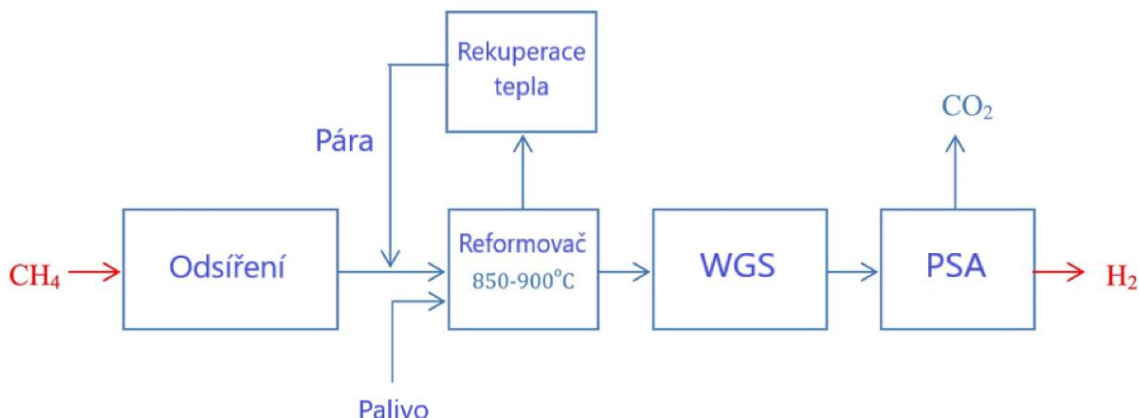 Rekuperace
tepla
CO₂
Pára
CH₄
Odsíření
Reformovač
850-900°C
WGS
PSA
H₂
Palivo